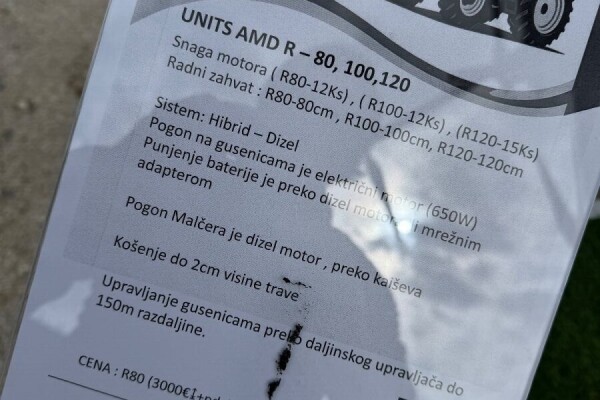 UNITS AMD R – 80, 100,120
Snaga motora ( R80-12Ks) , ( R100-12Ks) , (R120-15Ks)
Radni zahvat : R80-80cm , R100-100cm, R120-120cm
Sistem: Hibrid – Dizel
Pogon na gusenicama je električni motor (650W)
Punjenje baterije je preko dizel motora i mrežnim
adapterom
Pogon Malčera je dizel motor , preko kaiševa
Košenje do 2cm visine trave
Upravljanje gusenicama preko daljinskog upravljača do
150m razdaljine.
CENA : R80 (3000€